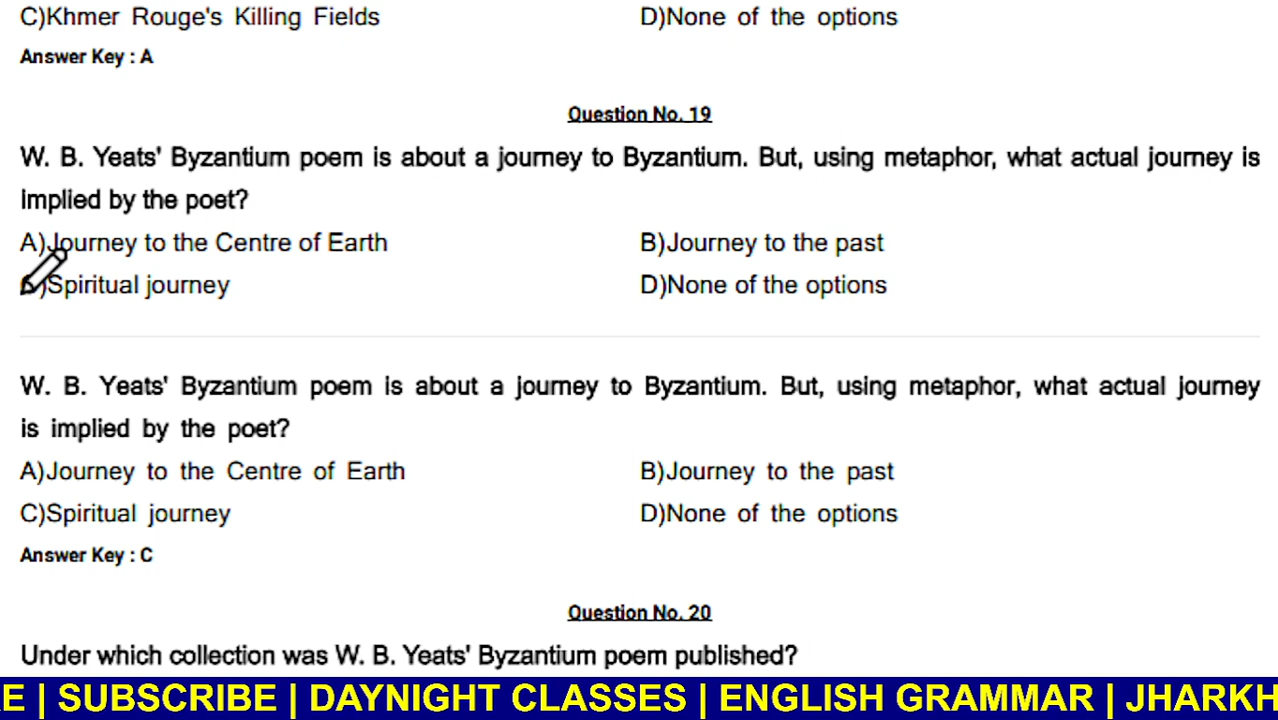 C)Khmer Rouge's Killing Fields D)None of the options
Answer Key : A
Question No. 19
W. B. Yeats' Byzantium poem is about a journey to Byzantium. But, using metaphor, what actual journey is
implied by the poet?
A)Journey to the Centre of Earth B)Journey to the past
C)Spiritual journey D)None of the options
W. B. Yeats' Byzantium poem is about a journey to Byzantium. But, using metaphor, what actual journey
is implied by the poet?
A)Journey to the Centre of Earth B)Journey to the past
C)Spiritual journey D)None of the options
Answer Key : C
Question No. 20
Under which collection was W. B. Yeats' Byzantium poem published?
E | SUBSCRIBE | DAYNIGHT CLASSES | ENGLISH GRAMMAR | JHARKH